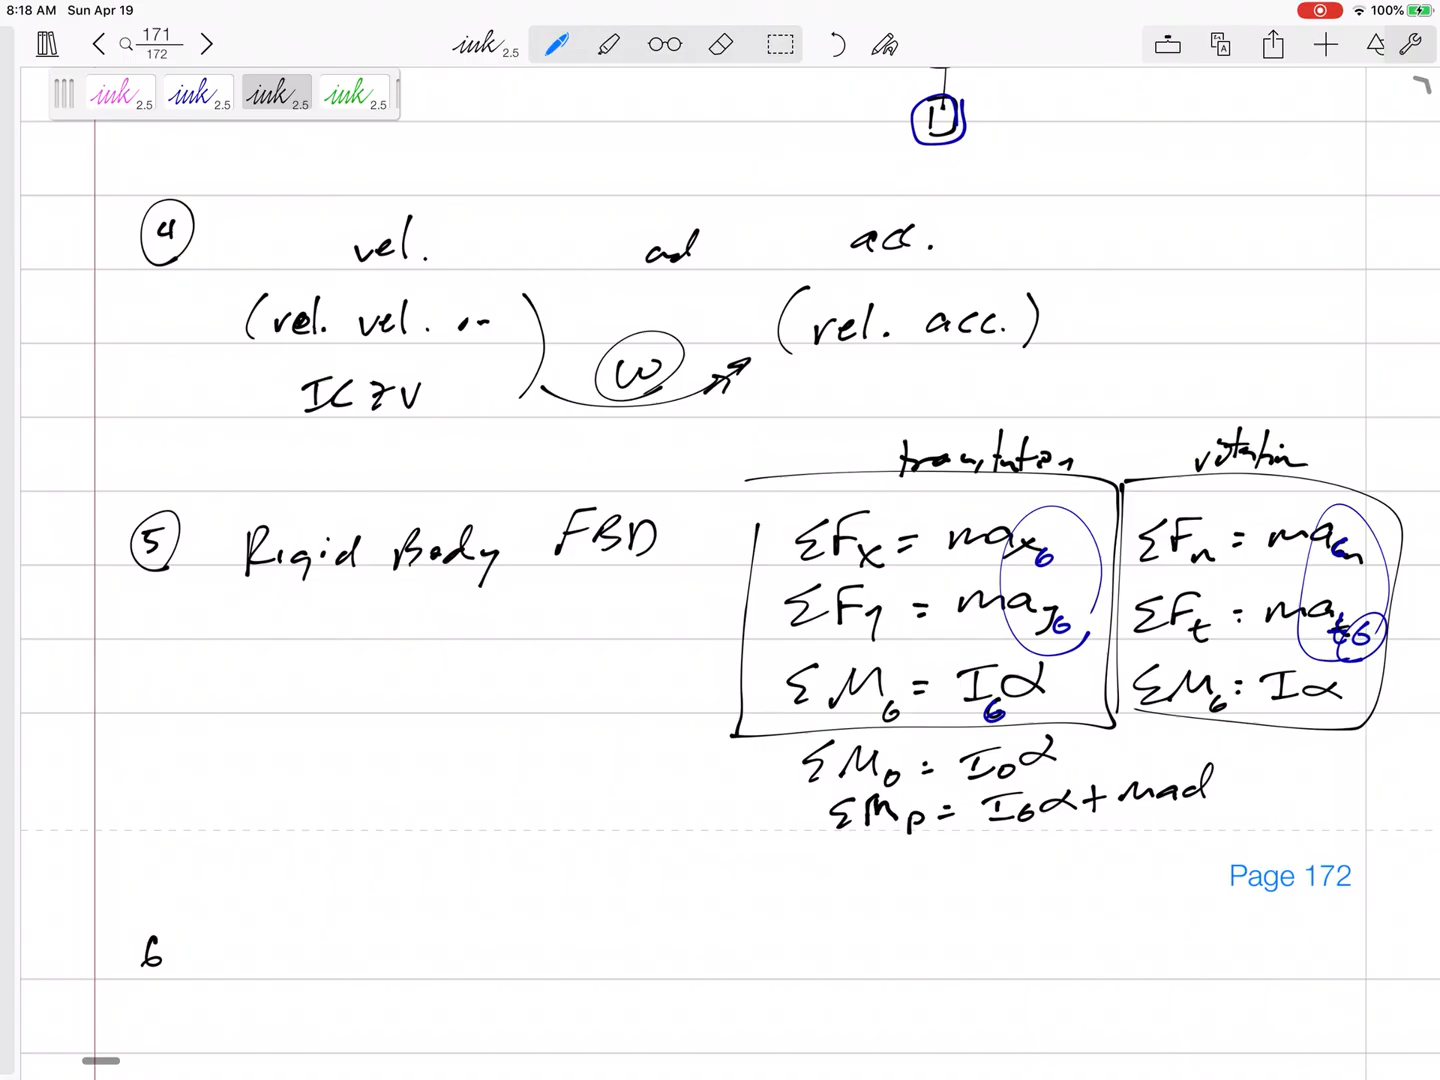 8:18 AM Sun Apr 19
100%
171
172
ink 2.5
ink 2.5 ink 2.5 ink 2.5 ink 2.5
D
4 vel. and acc.
(rel. vel. or ICZV) ω (rel. acc.)
translation rotation
5 Rigid Body FBD
ΣFx = maxG ΣFn = maGn
ΣFy = mayG ΣFt = matG
ΣMG = IGα ΣMG = Iα
ΣMO = IOα
ΣMP = IGα + mad
Page 172
6